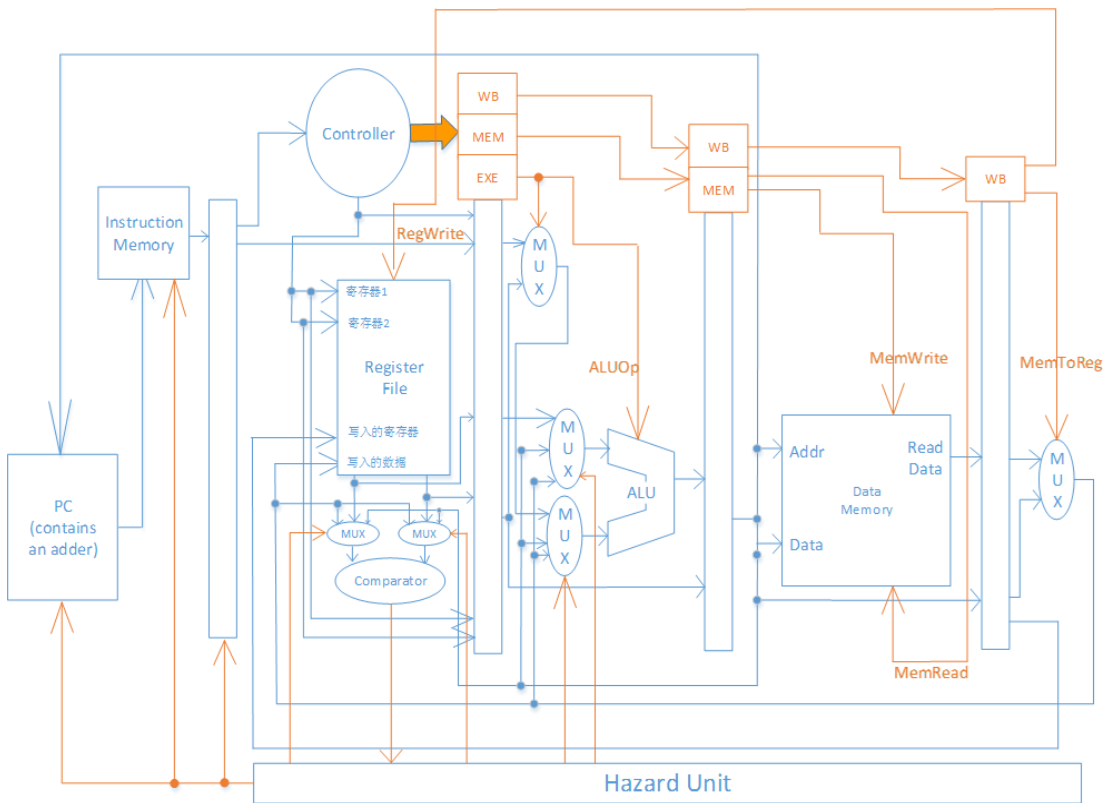 WB
Controller
MEM
WB
EXE
WB
MEM
Instruction
Memory
RegWrite
M
U
X
寄存器1
寄存器2
Register
File
ALUOp
MemWrite
MemToReg
写入的寄存器
写入的数据
M
U
X
ALU
Addr
Read
Data
Data
Memory
M
U
X
PC
(contains
an adder)
MUX
MUX
M
U
X
Data
Comparator
MemRead
Hazard Unit